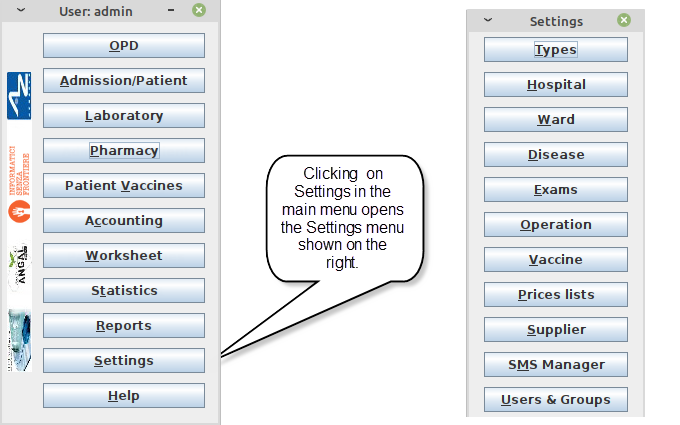 User: admin
OPD
Admission/Patient
Laboratory
Pharmacy
Patient Vaccines
Accounting
Worksheet
Statistics
Reports
Settings
Help
INFORMATICI
SENZA
FRONTIERE
ANGAL
Clicking on
Settings in the
main menu opens
the Settings menu
shown on the
right.
Settings
Types
Hospital
Ward
Disease
Exams
Operation
Vaccine
Prices lists
Supplier
SMS Manager
Users & Groups